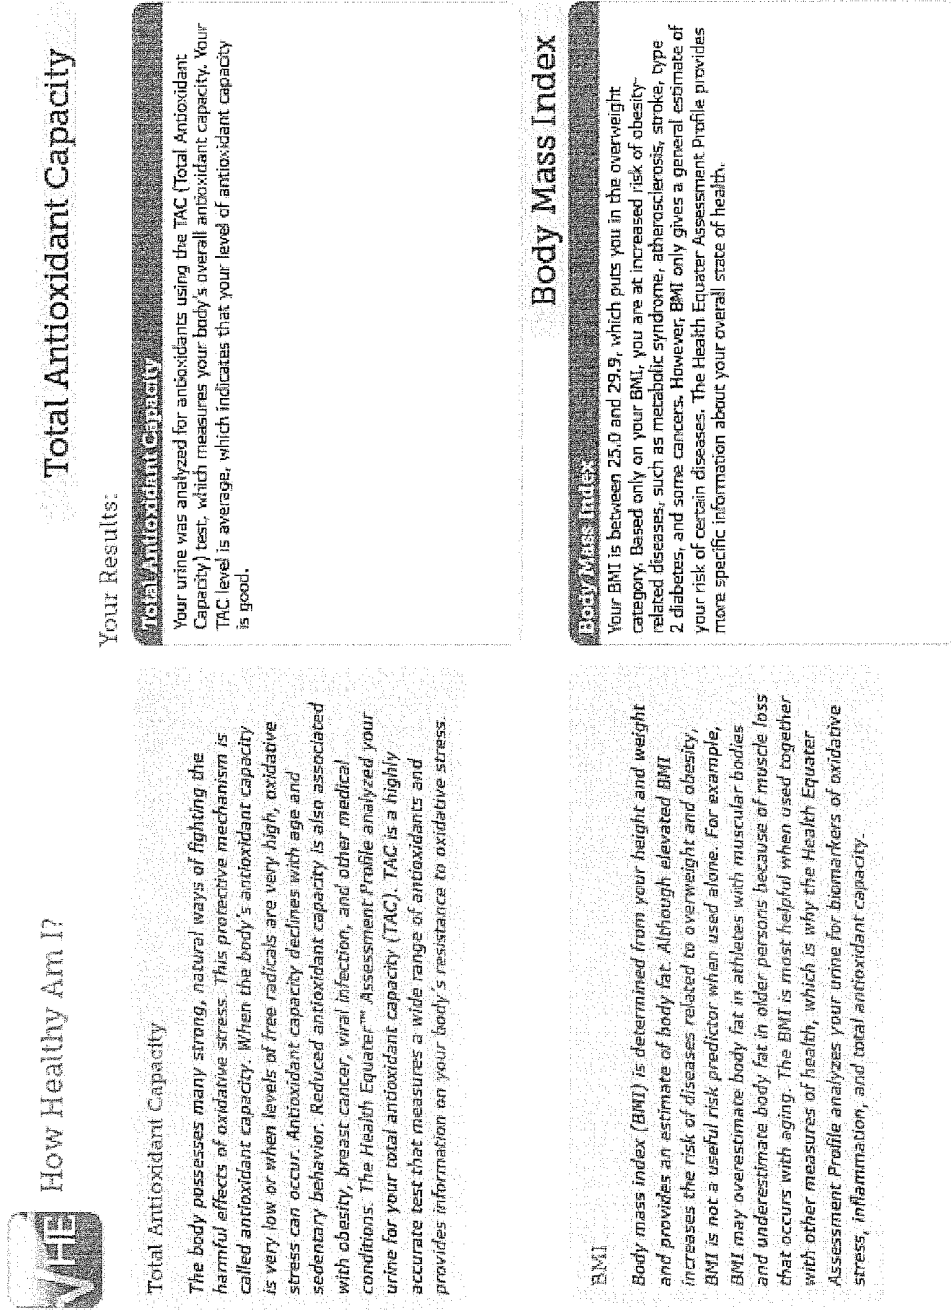 VHE
How Healthy Am I?
Total Antioxidant Capacity
The body possesses many strong, natural ways of fighting the
harmful effects of oxidative stress. This protective mechanism is
called antioxidant capacity. When the body's antioxidant capacity
is very low or when levels of free radicals are very high, oxidative
stress can occur. Antioxidant capacity declines with age and
sedentary behavior. Reduced antioxidant capacity is also associated
with obesity, breast cancer, viral infection, and other medical
conditions. The Health Equater™ Assessment Profile analyzed your
urine for your total antioxidant capacity (TAC). TAC is a highly
accurate test that measures a wide range of antioxidants and
provides information on your body's resistance to oxidative stress.
BMI
Body mass index (BMI) is determined from your height and weight
and provides an estimate of body fat. Although elevated BMI
increases the risk of diseases related to overweight and obesity,
BMI is not a useful risk predictor when used alone. For example,
BMI may overestimate body fat in athletes with muscular bodies
and underestimate body fat in older persons because of muscle loss
that occurs with aging. The BMI is most helpful when used together
with other measures of health, which is why the Health Equater
Assessment Profile analyzes your urine for biomarkers of oxidative
stress, inflammation, and total antioxidant capacity.
Total Antioxidant Capacity
Your Results:
Total Antioxidant Capacity
Your urine was analyzed for antioxidants using the TAC (Total Antioxidant
Capacity) test, which measures your body's overall antioxidant capacity. Your
TAC level is average, which indicates that your level of antioxidant capacity
is good.
Body Mass Index
Body Mass Index
Your BMI is between 25.0 and 29.9, which puts you in the overweight
category. Based only on your BMI, you are at increased risk of obesity-
related diseases, such as metabolic syndrome, atherosclerosis, stroke, type
2 diabetes, and some cancers. However, BMI only gives a general estimate of
your risk of certain diseases. The Health Equater Assessment Profile provides
more specific information about your overall state of health.